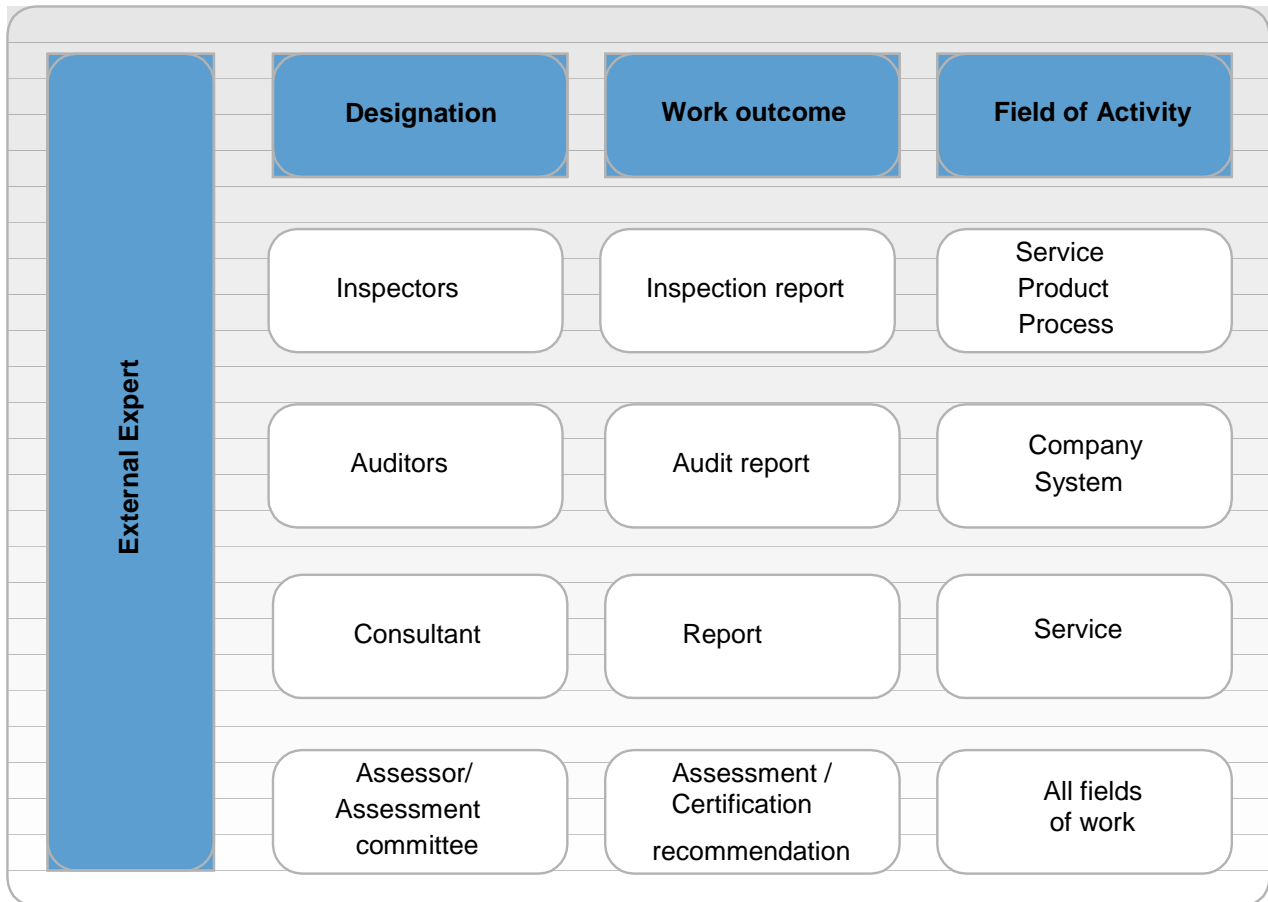 External Expert
Designation
Work outcome
Field of Activity
Inspectors
Inspection report
Service
Product
Process
Auditors
Audit report
Company
System
Consultant
Report
Service
Assessor/
Assessment
committee
Assessment /
Certification
recommendation
All fields
of work